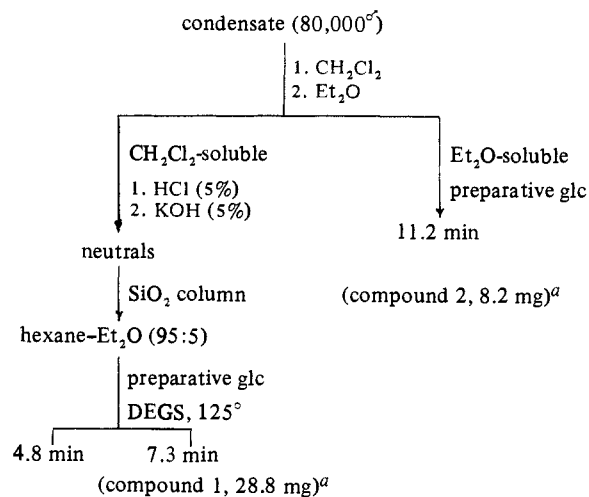 condensate (80,000♂)
1. CH₂Cl₂
2. Et₂O
CH₂Cl₂-soluble
1. HCl (5%)
2. KOH (5%)
neutrals
SiO₂ column
hexane–Et₂O (95:5)
preparative glc
DEGS, 125°
4.8 min 7.3 min
(compound 1, 28.8 mg)ᵃ
Et₂O-soluble
preparative glc
11.2 min
(compound 2, 8.2 mg)ᵃ